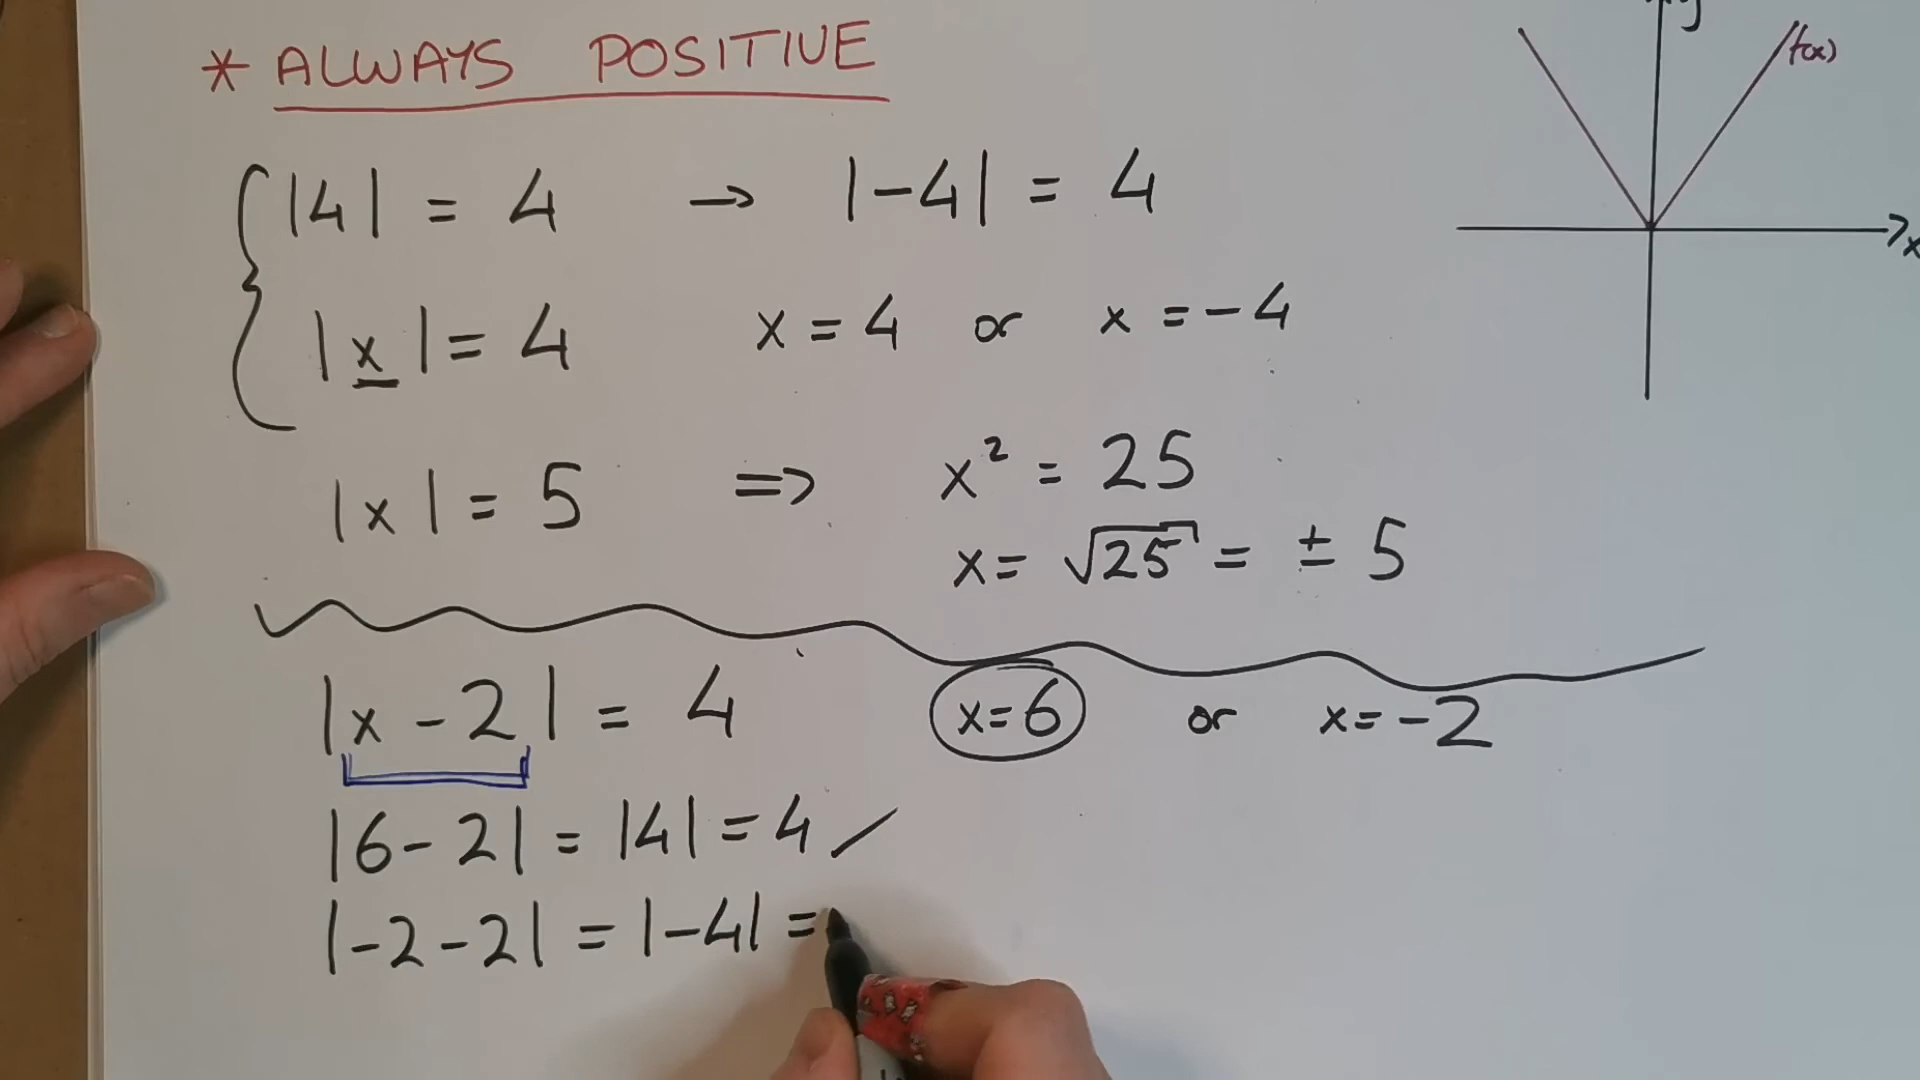 * ALWAYS POSITIVE
y
f(x)
x
|4| = 4 → |-4| = 4
|x| = 4 x = 4 or x = -4
|x| = 5 => x² = 25
x = √25 = ± 5
|x - 2| = 4 x=6 or x=-2
|6 - 2| = |4| = 4
|-2-2| = |-4| =